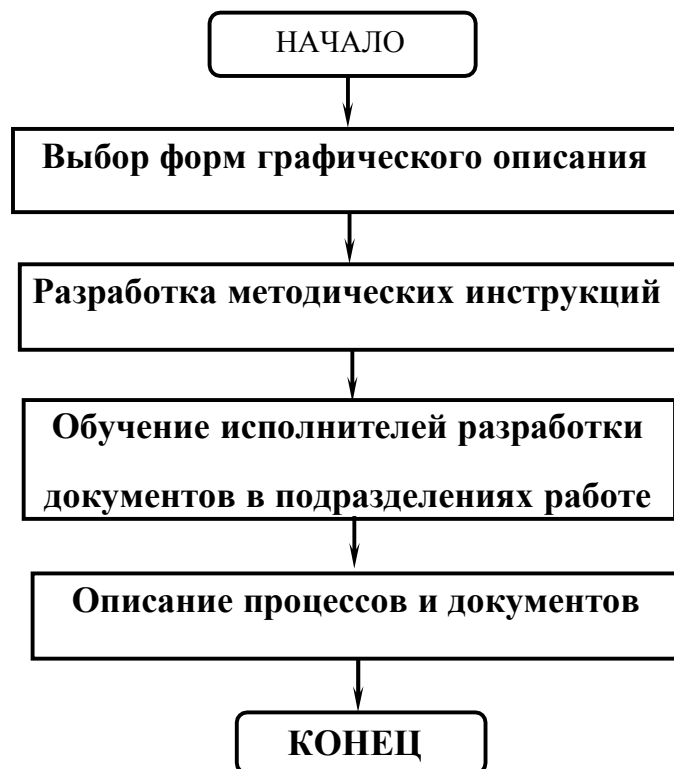 НАЧАЛО
Выбор форм графического описания
Разработка методических инструкций
Обучение исполнителей разработки
документов в подразделениях работе
Описание процессов и документов
КОНЕЦ